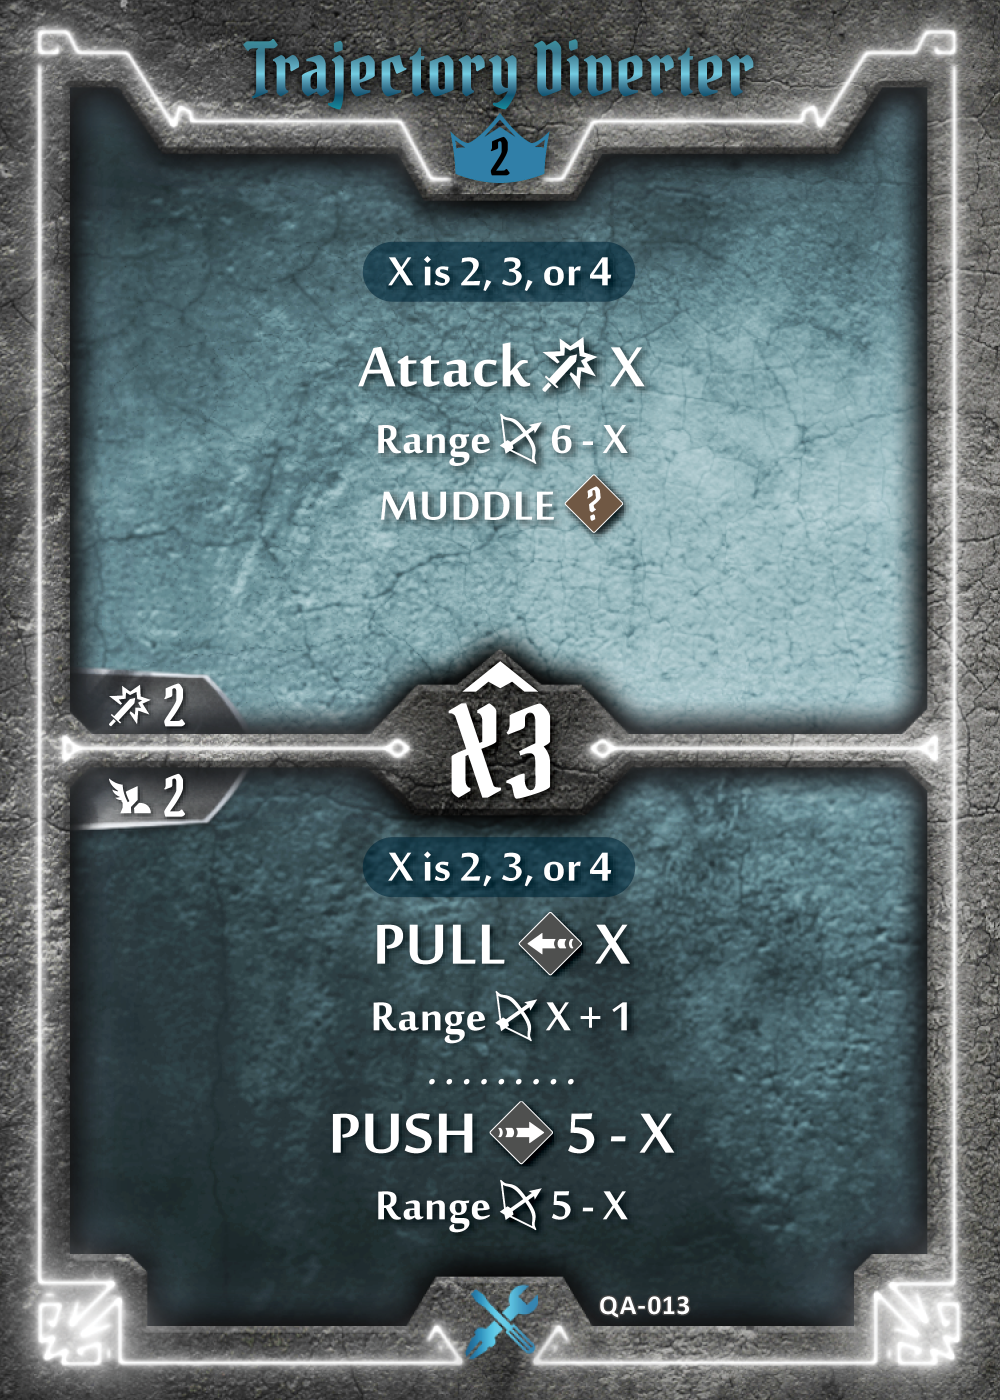 Trajectory Diverter
2
X is 2, 3, or 4
Attack X
Range 6 - X
MUDDLE ?
2
X3
2
X is 2, 3, or 4
PULL X
Range X + 1
.........
PUSH 5 - X
Range 5 - X
QA-013